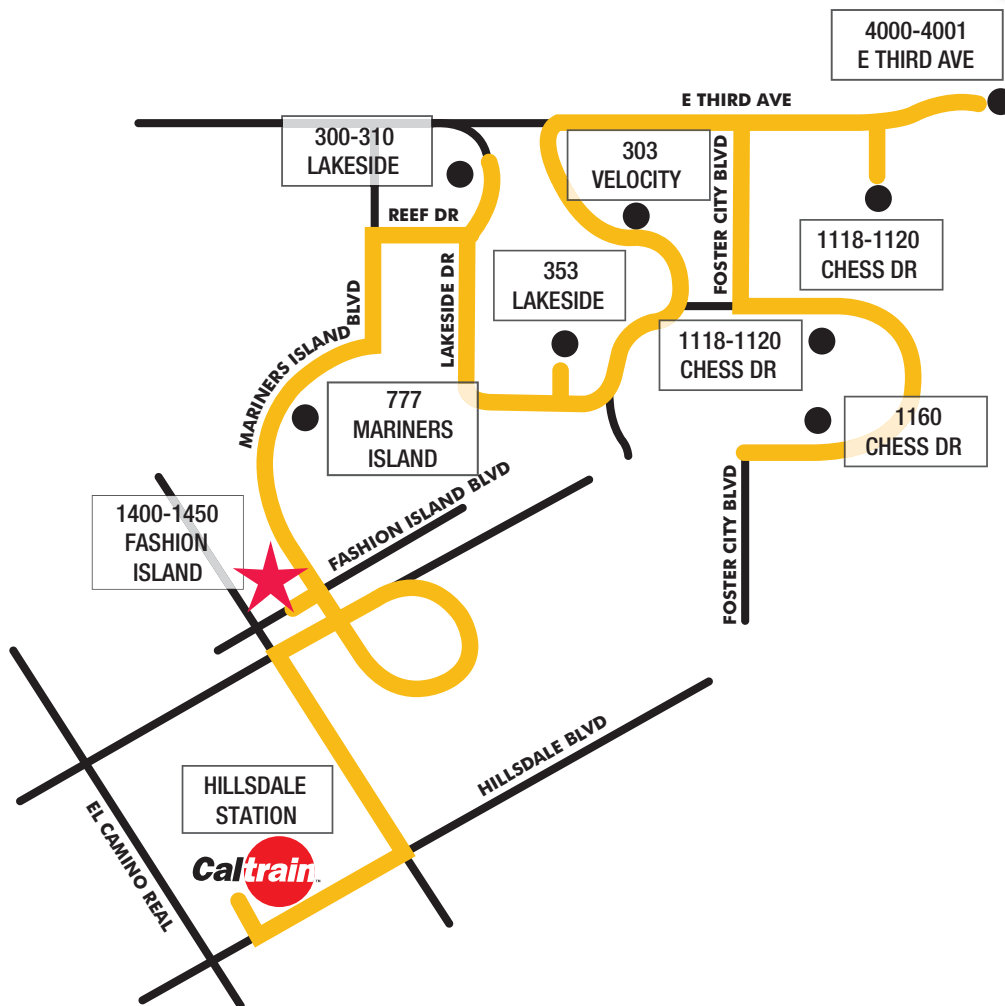 4000-4001
E THIRD AVE
E THIRD AVE
300-310
LAKESIDE
303
VELOCITY
FOSTER CITY BLVD
REEF DR
1118-1120
CHESS DR
353
LAKESIDE
LAKESIDE DR
MARINERS ISLAND
BLVD
1118-1120
CHESS DR
777
MARINERS
ISLAND
1160
CHESS DR
1400-1450
FASHION
ISLAND
FASHION ISLAND BLVD
FOSTER CITY BLVD
HILLSDALE BLVD
HILLSDALE
STATION
EL CAMINO REAL
Caltrain™